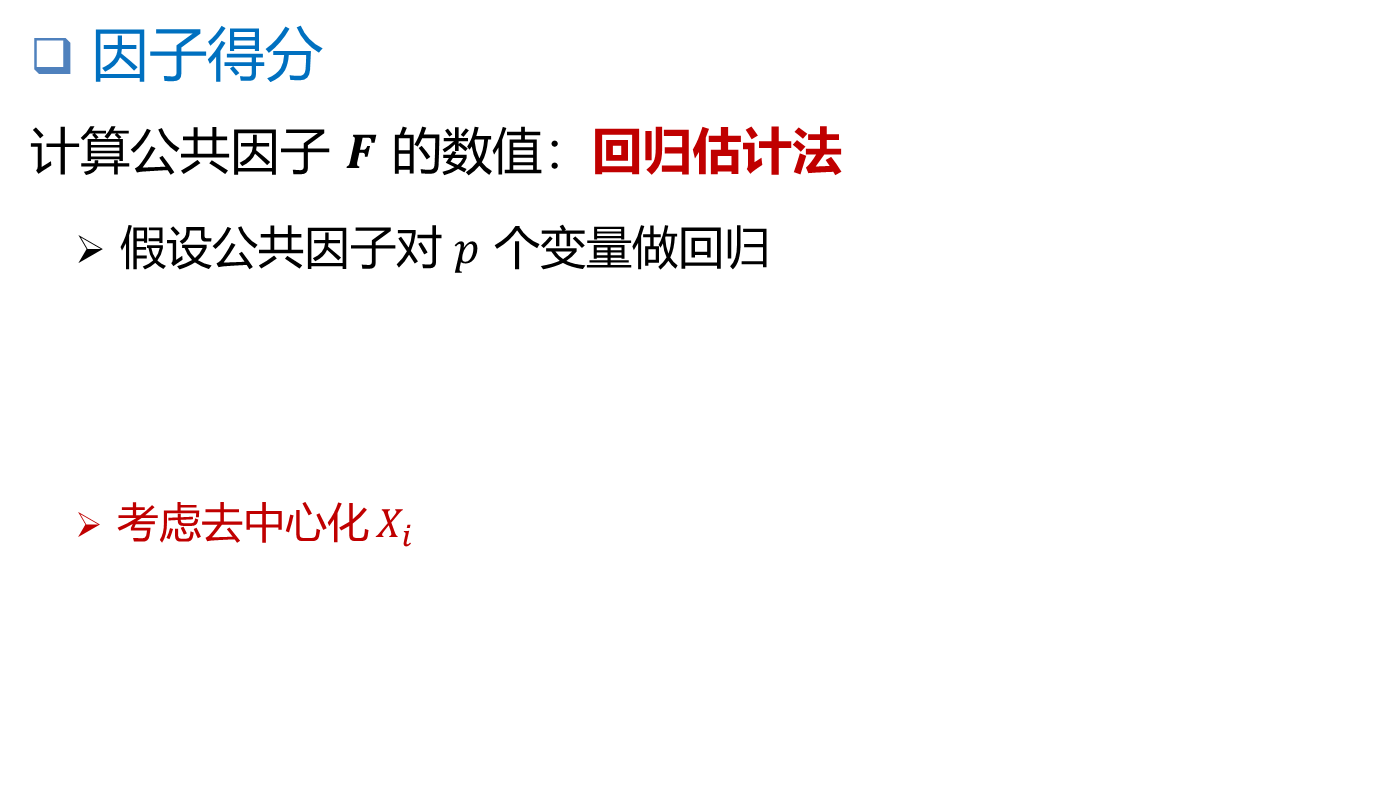 ❑ 因子得分
计算公共因子 𝑭 的数值：回归估计法
➢ 假设公共因子对 𝑝 个变量做回归
➢ 考虑去中心化 𝑋ᵢ